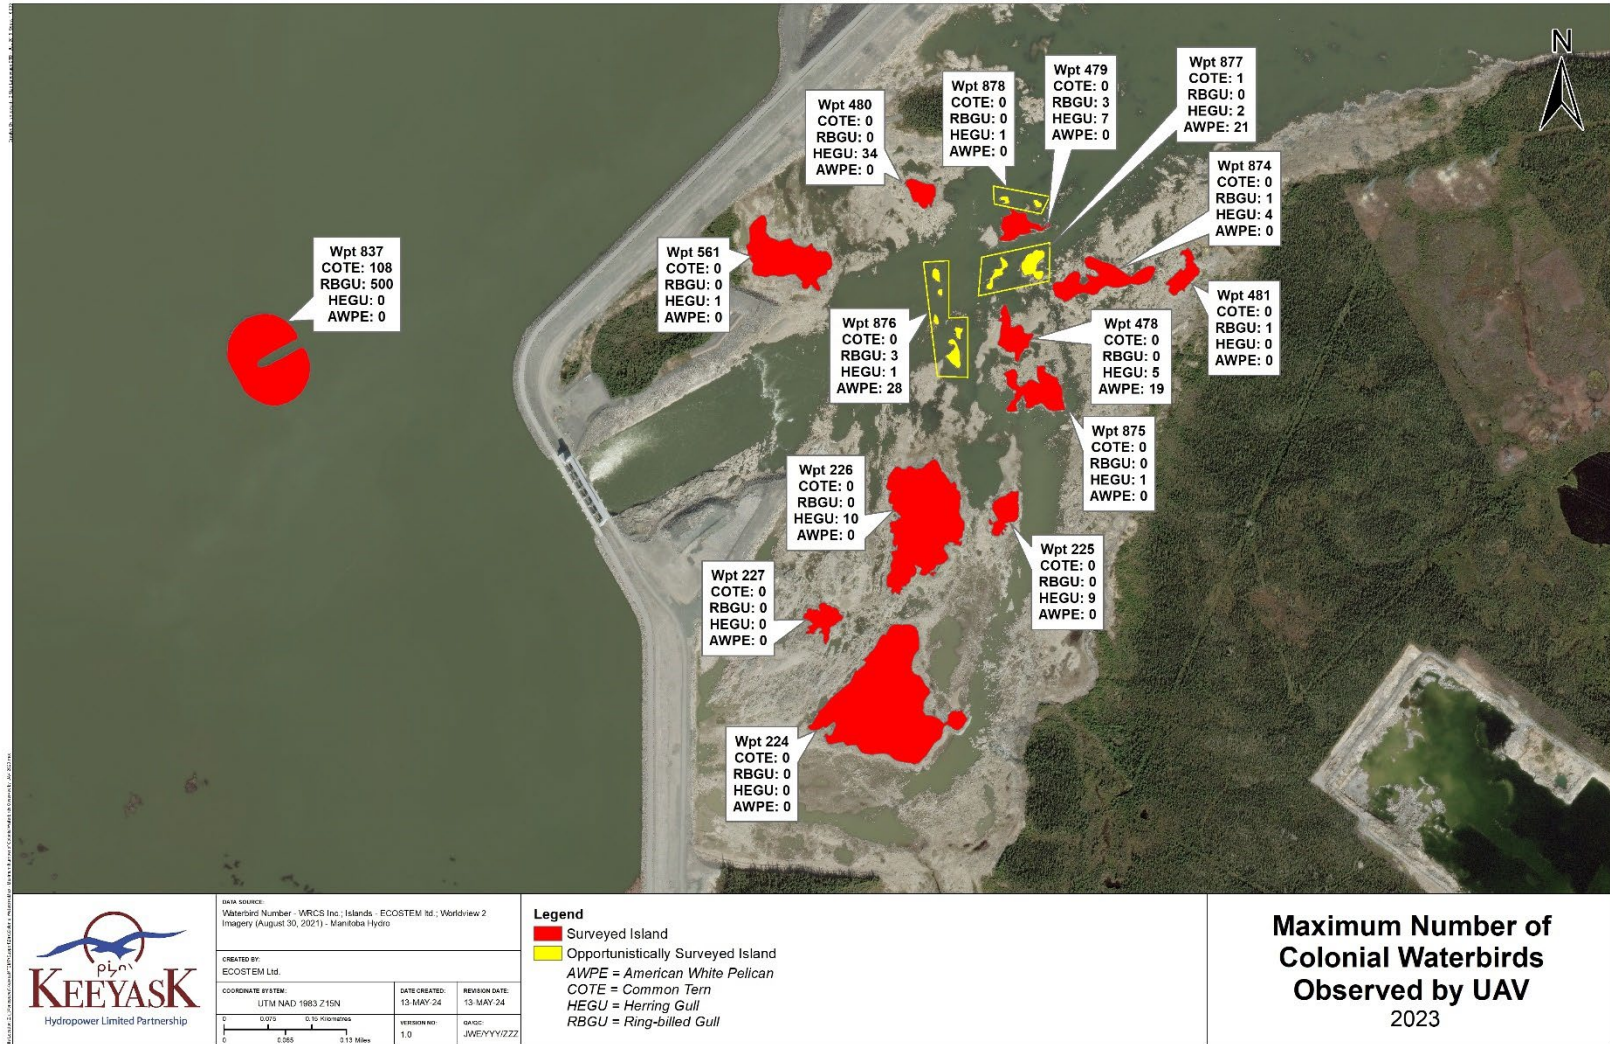 N
Wpt 837
COTE: 108
RBGU: 500
HEGU: 0
AWPE: 0
Wpt 480
COTE: 0
RBGU: 0
HEGU: 34
AWPE: 0
Wpt 878
COTE: 0
RBGU: 0
HEGU: 1
AWPE: 0
Wpt 479
COTE: 0
RBGU: 3
HEGU: 7
AWPE: 0
Wpt 877
COTE: 1
RBGU: 0
HEGU: 2
AWPE: 21
Wpt 874
COTE: 0
RBGU: 1
HEGU: 4
AWPE: 0
Wpt 561
COTE: 0
RBGU: 0
HEGU: 1
AWPE: 0
Wpt 481
COTE: 0
RBGU: 1
HEGU: 0
AWPE: 0
Wpt 876
COTE: 0
RBGU: 3
HEGU: 1
AWPE: 28
Wpt 478
COTE: 0
RBGU: 0
HEGU: 5
AWPE: 19
Wpt 875
COTE: 0
RBGU: 0
HEGU: 1
AWPE: 0
Wpt 226
COTE: 0
RBGU: 0
HEGU: 10
AWPE: 0
Wpt 225
COTE: 0
RBGU: 0
HEGU: 9
AWPE: 0
Wpt 227
COTE: 0
RBGU: 0
HEGU: 0
AWPE: 0
Wpt 224
COTE: 0
RBGU: 0
HEGU: 0
AWPE: 0
KEEYASK
Hydropower Limited Partnership
DATA SOURCE:
Waterbird Number - WRCS Inc.; Islands - ECOSTEM ltd.; Worldview 2
Imagery (August 30, 2021) - Manitoba Hydro
CREATED BY:
ECOSTEM Ltd.
COORDINATE SYSTEM:
UTM NAD 1983 Z15N
DATE CREATED:
13-MAY-24
REVISION DATE:
13-MAY-24
0 0.075 0.15 Kilometres
0 0.065 0.13 Miles
VERSION NO:
1.0
QA/QC:
JWE/YYY/ZZZ
Legend
Surveyed Island
Opportunistically Surveyed Island
AWPE = American White Pelican
COTE = Common Tern
HEGU = Herring Gull
RBGU = Ring-billed Gull
Maximum Number of
Colonial Waterbirds
Observed by UAV
2023